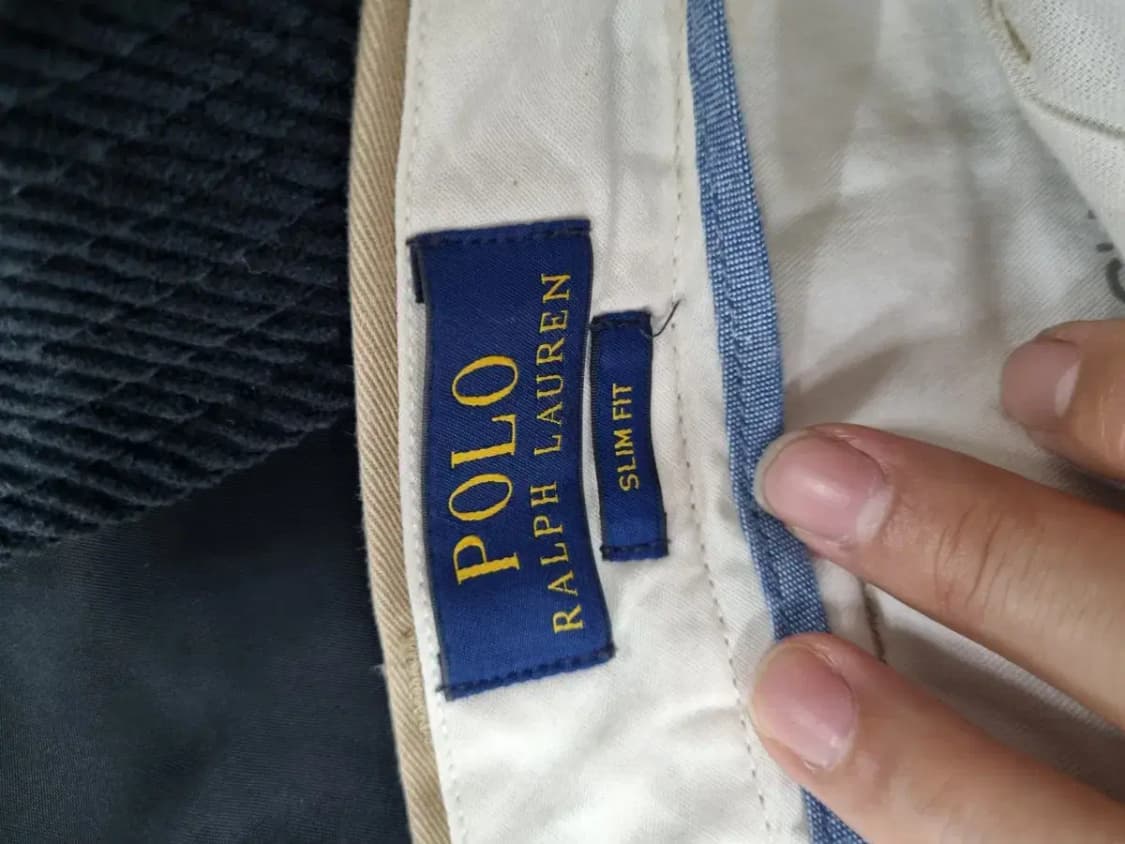 POLO
RALPH LAUREN
SLIM FIT